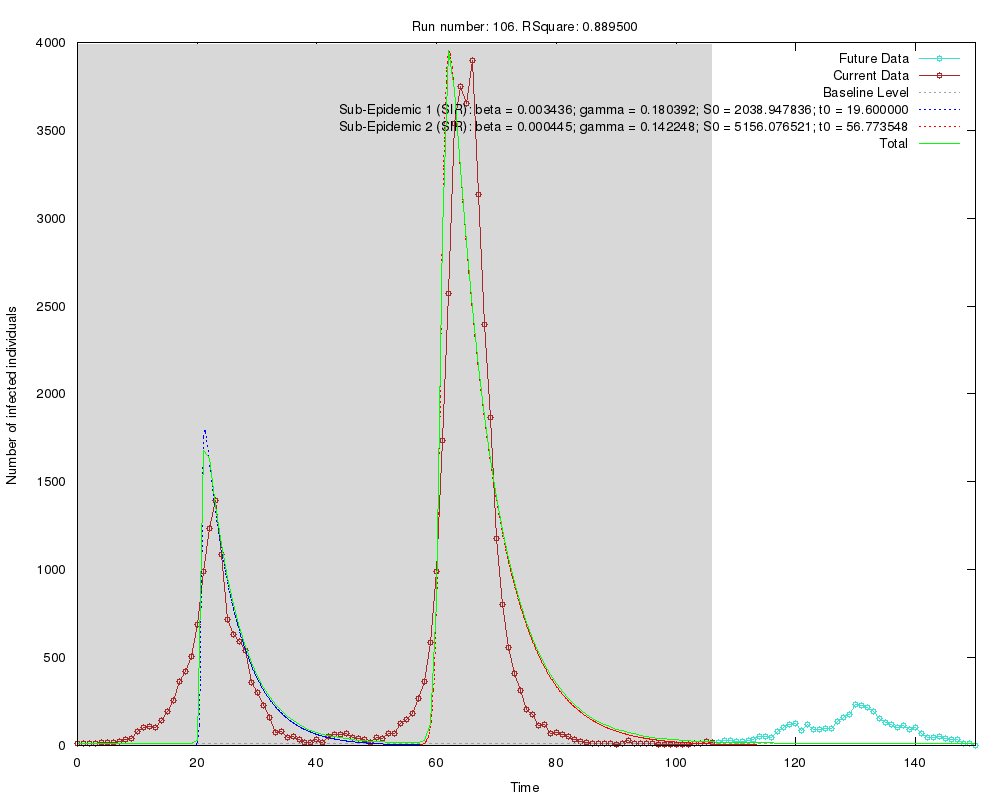 Run number: 106. RSquare: 0.889500
4000
3500
3000
2500
2000
1500
1000
500
0
Number of infected individuals
Future Data
Current Data
Baseline Level
Sub-Epidemic 1 (SIR): beta = 0.003436; gamma = 0.180392; S0 = 2038.947836; t0 = 19.600000
Sub-Epidemic 2 (SIR): beta = 0.000445; gamma = 0.142248; S0 = 5156.076521; t0 = 56.773548
Total
0 20 40 60 80 100 120 140
Time